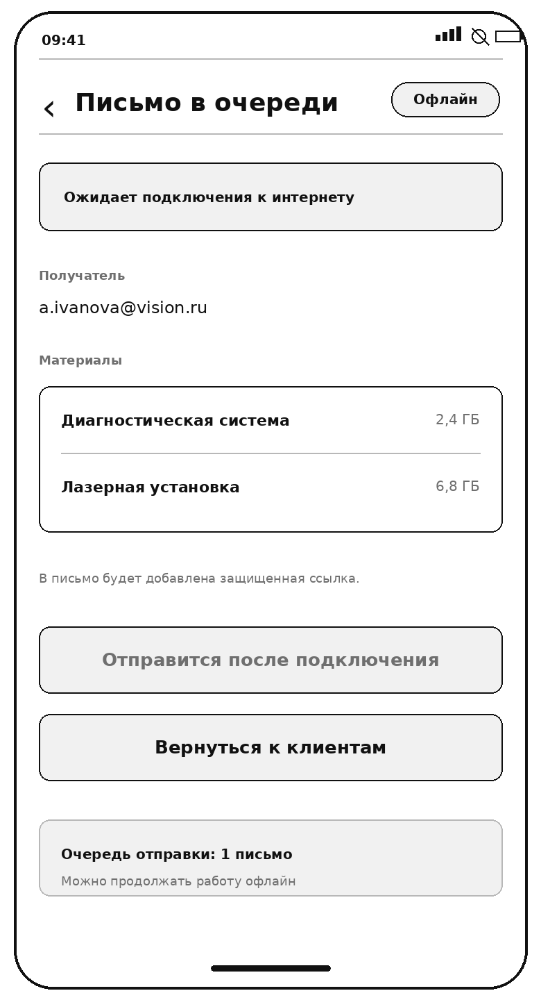 09:41
Письмо в очереди
Офлайн
Ожидает подключения к интернету
Получатель
a.ivanova@vision.ru
Материалы
Диагностическая система 2,4 ГБ
Лазерная установка 6,8 ГБ
В письмо будет добавлена защищенная ссылка.
Отправится после подключения
Вернуться к клиентам
Очередь отправки: 1 письмо
Можно продолжать работу офлайн